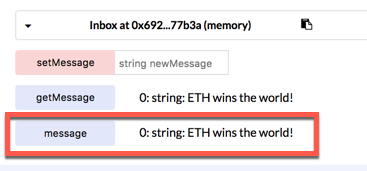 Inbox at 0x692...77b3a (memory)
setMessage string newMessage
getMessage 0: string: ETH wins the world!
message 0: string: ETH wins the world!